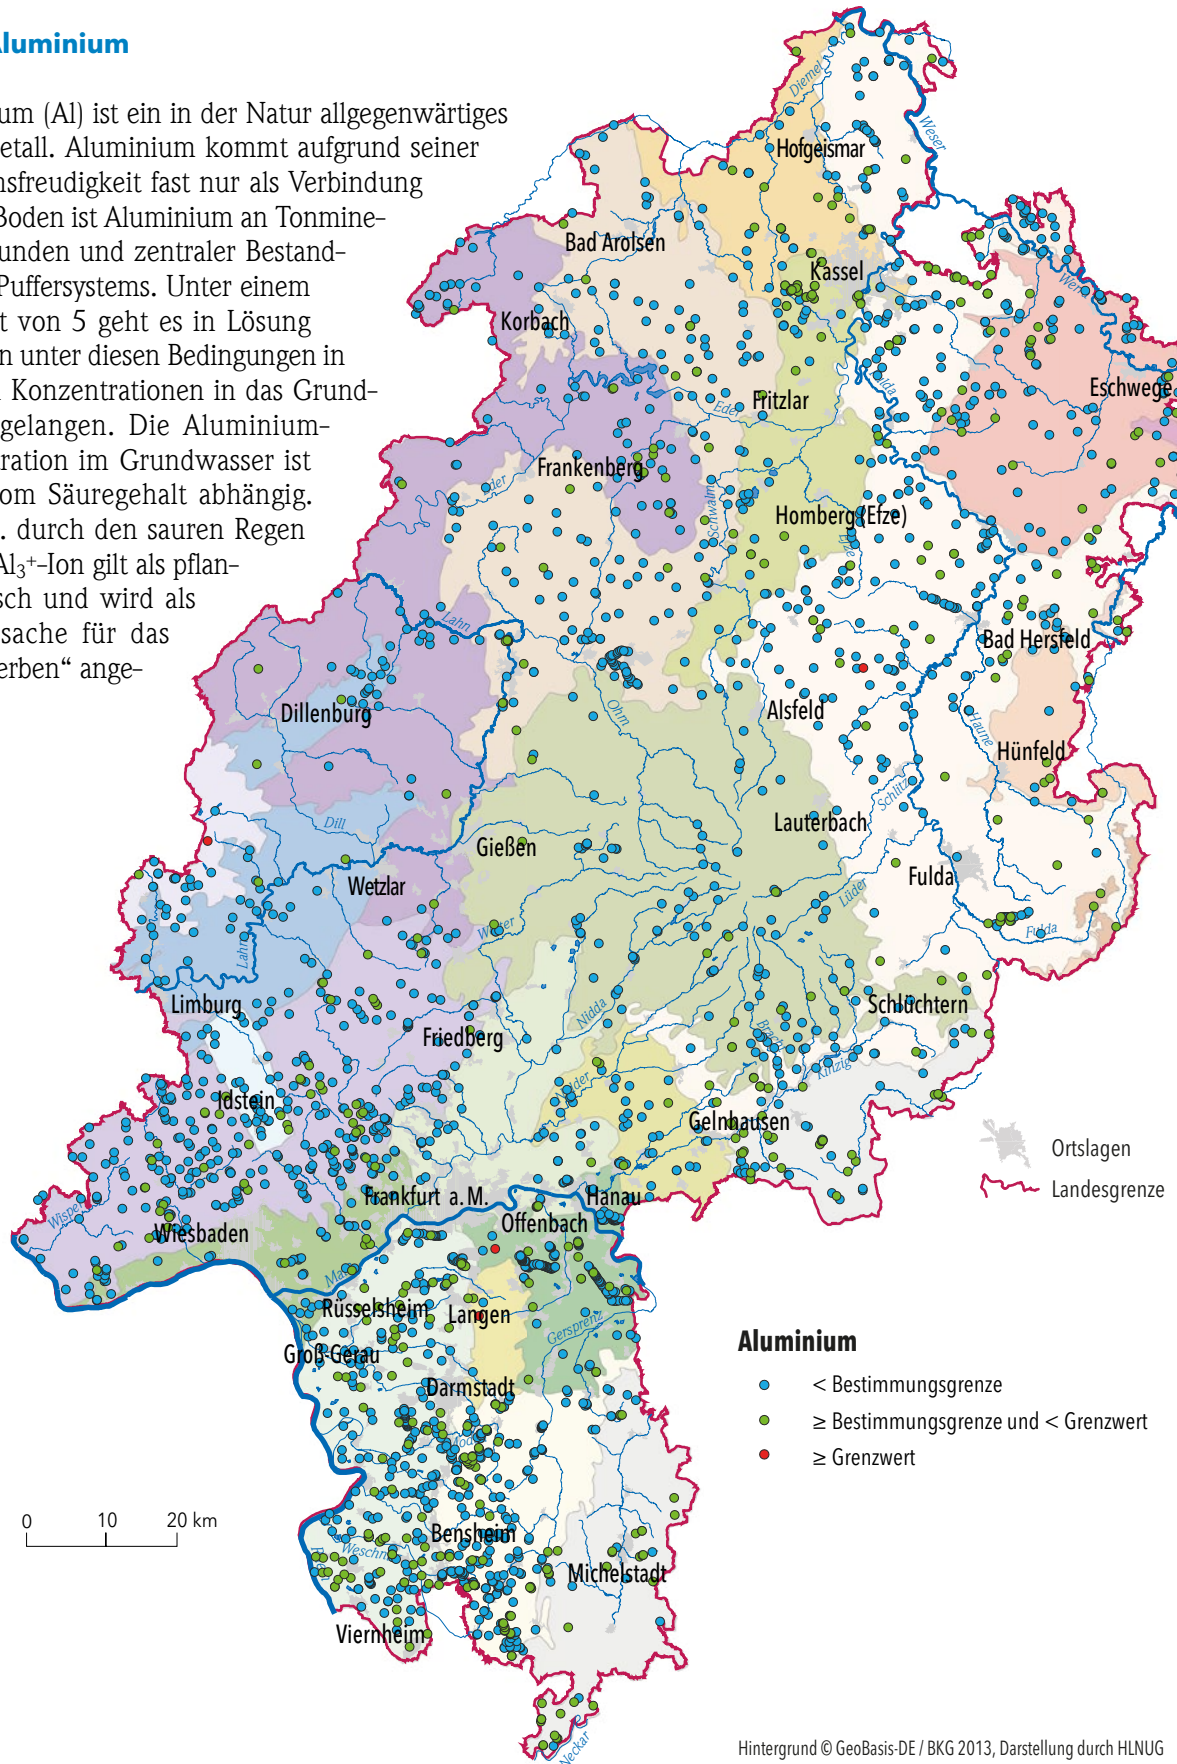 Aluminium
um (Al) ist ein in der Natur allgegenwärtiges
etall. Aluminium kommt aufgrund seiner
nsfreudigkeit fast nur als Verbindung
Boden ist Aluminium an Tonmine-
unden und zentraler Bestand-
Puffersystems. Unter einem
t von 5 geht es in Lösung
n unter diesen Bedingungen in
Konzentrationen in das Grund-
gelangen. Die Aluminium-
ration im Grundwasser ist
om Säuregehalt abhängig.
. durch den sauren Regen
Al₃⁺-Ion gilt als pflan-
sch und wird als
sache für das
erben“ ange-
Diemel
Hofgeismar
Weser
Bad Arolsen
Kassel
Werra
Korbach
Eschwege
Fulda
Fritzlar
Eder
Frankenberg
Eder
Schwalm
Homberg (Efze)
Efze
Lahn
Bad Hersfeld
Dillenburg
Ohm
Alsfeld
Haune
Hünfeld
Schlitz
Dill
Lauterbach
Gießen
Wetzlar
Fulda
Lüder
Wetter
Fulda
Lahn
Limburg
Schlüchtern
Nidda
Friedberg
Bracht
Kinzig
Nidder
Idstein
Gelnhausen
Ortslagen
Landesgrenze
Frankfurt a.M.
Hanau
Wisper
Offenbach
Wiesbaden
Main
Rüsselsheim
Langen
Gersprenz
Groß-Gerau
Aluminium
Darmstadt
< Bestimmungsgrenze
≥ Bestimmungsgrenze und < Grenzwert
Modau
≥ Grenzwert
0 10 20 km
Bensheim
Weschnitz
Rhein
Michelstadt
Viernheim
Neckar
Hintergrund © GeoBasis-DE / BKG 2013, Darstellung durch HLNUG